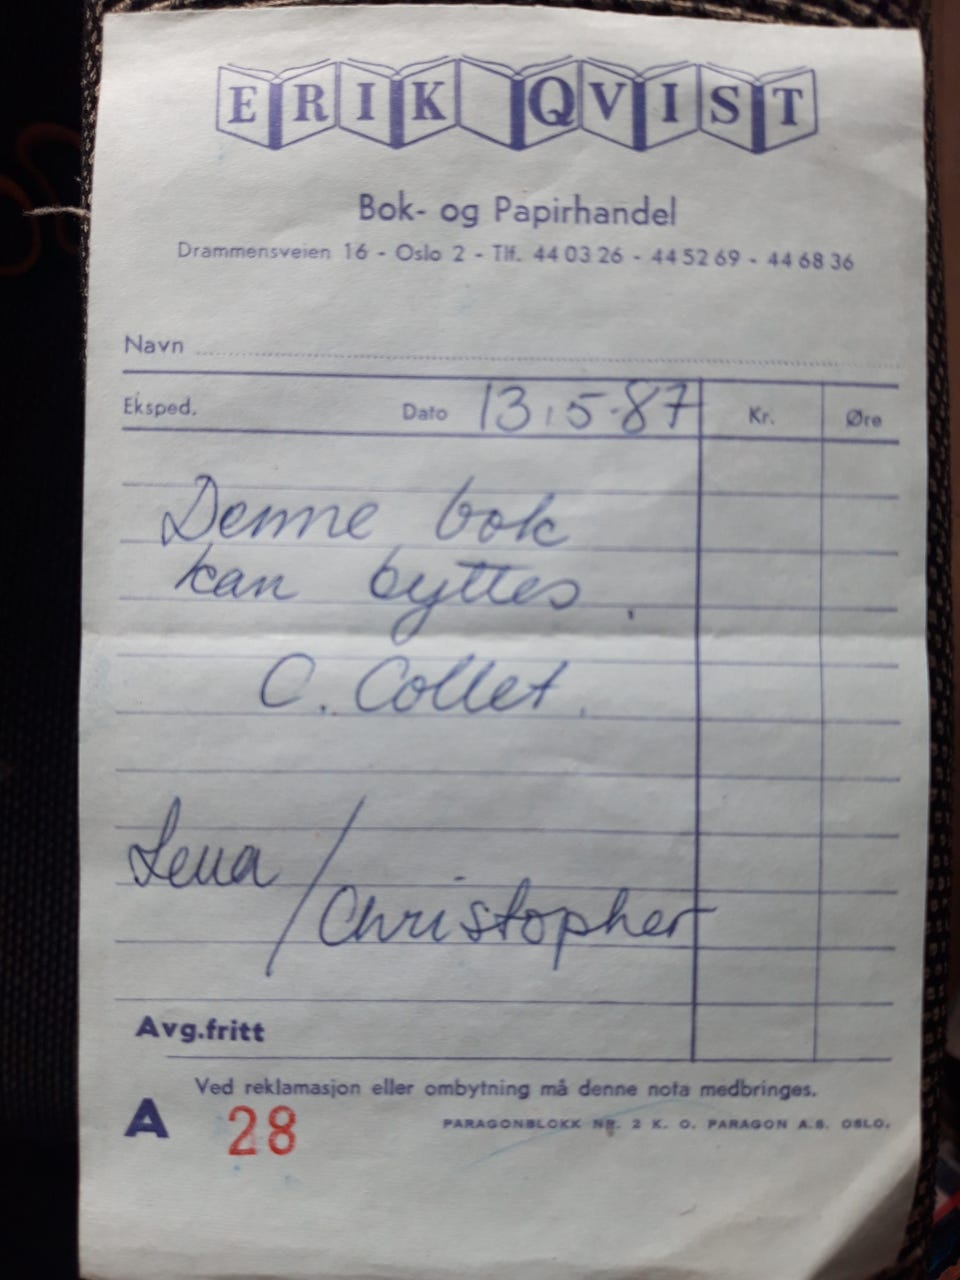 ERIK QVIST
Bok- og Papirhandel
Drammensveien 16 - Oslo 2 - Tlf. 44 03 26 - 44 52 69 - 44 68 36
Navn
Eksped. Dato 13.5-87 Kr. Øre
Denne bok
kan byttes.
C. Collet.
Lena /
Christopher
Avg.fritt
Ved reklamasjon eller ombytning må denne nota medbringes.
A 28 PARAGONBLOKK NR. 2 K. O. PARAGON A.S. OSLO.